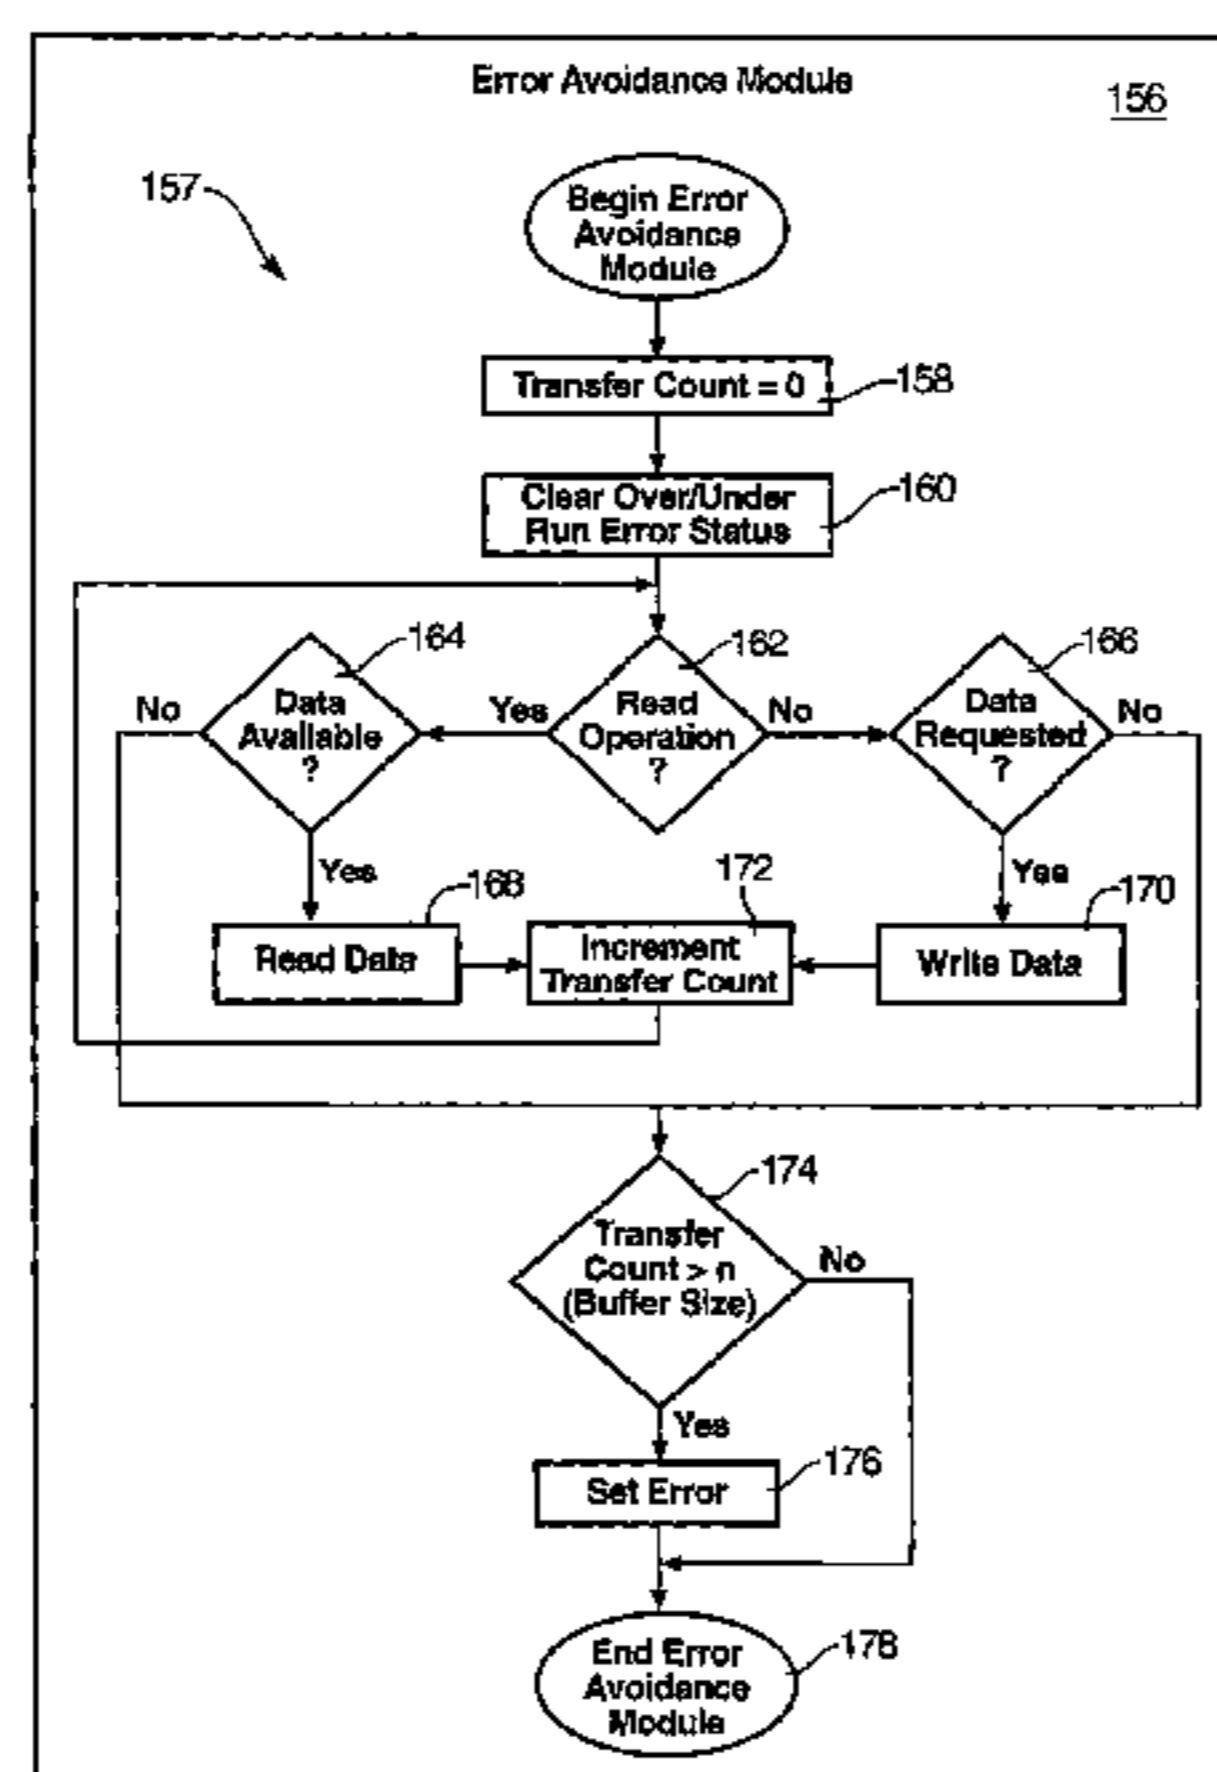 Error Avoidance Module
156
157
Begin Error
Avoidance
Module
Transfer Count = 0
158
Clear Over/Under
Run Error Status
160
164
162
166
No
Data
Available
?
Yes
Read
Operation
?
No
Data
Requested
?
No
Yes
168
172
Yes
170
Read Data
Increment
Transfer Count
Write Data
174
Transfer
Count > n
(Buffer Size)
No
Yes
Set Error
176
End Error
Avoidance
Module
178